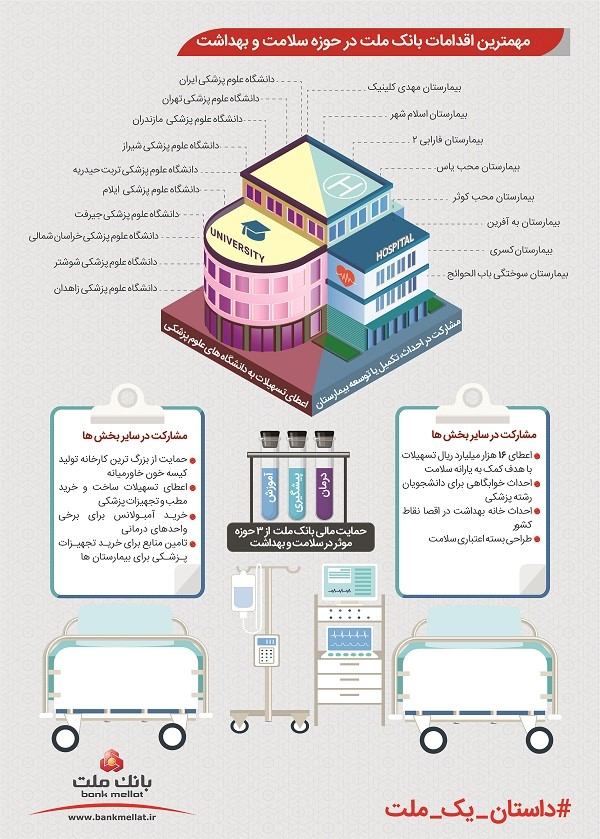 مهمترین اقدامات بانک ملت در حوزه سلامت و بهداشت
بیمارستان مهدی کلینیک
بیمارستان اسلام شهر
بیمارستان فارابی ۲
بیمارستان محب یاس
بیمارستان محب کوثر
بیمارستان به آفرین
بیمارستان کسری
بیمارستان سوختگی باب الحوائج
دانشگاه علوم پزشکی ایران
دانشگاه علوم پزشکی تهران
دانشگاه علوم پزشکی مازندران
دانشگاه علوم پزشکی شیراز
دانشگاه علوم پزشکی تربت حیدریه
دانشگاه علوم پزشکی ایلام
دانشگاه علوم پزشکی جیرفت
دانشگاه علوم پزشکی خراسان شمالی
دانشگاه علوم پزشکی شوشتر
دانشگاه علوم پزشکی زاهدان
H
HOSPITAL
UNIVERSITY
مشارکت در احداث، تکمیل یا توسعه بیمارستان
اعطای تسهیلات به دانشگاه های علوم پزشکی
مشارکت در سایر بخش ها
اعطای ۱۶ هزار میلیارد ریال تسهیلات
با هدف کمک به یارانه سلامت
احداث خوابگاهی برای دانشجویان
رشته پزشکی
احداث خانه بهداشت در اقصا نقاط
کشور
طراحی بسته اعتباری سلامت
درمان
پیشگیری
آموزش
حمایت مالی بانک ملت از ۳ حوزه
موثر در سلامت و بهداشت
مشارکت در سایر بخش ها
حمایت از بزرگ ترین کارخانه تولید
کیسه خون خاورمیانه
اعطای تسهیلات ساخت و خرید
مطب و تجهیزات پزشکی
خرید آمبولانس برای برخی
واحدهای درمانی
تامین منابع برای خرید تجهیزات
پزشکی برای بیمارستان ها
#داستان_یک_ملت
بانک ملت
bank mellat
www.bankmellat.ir